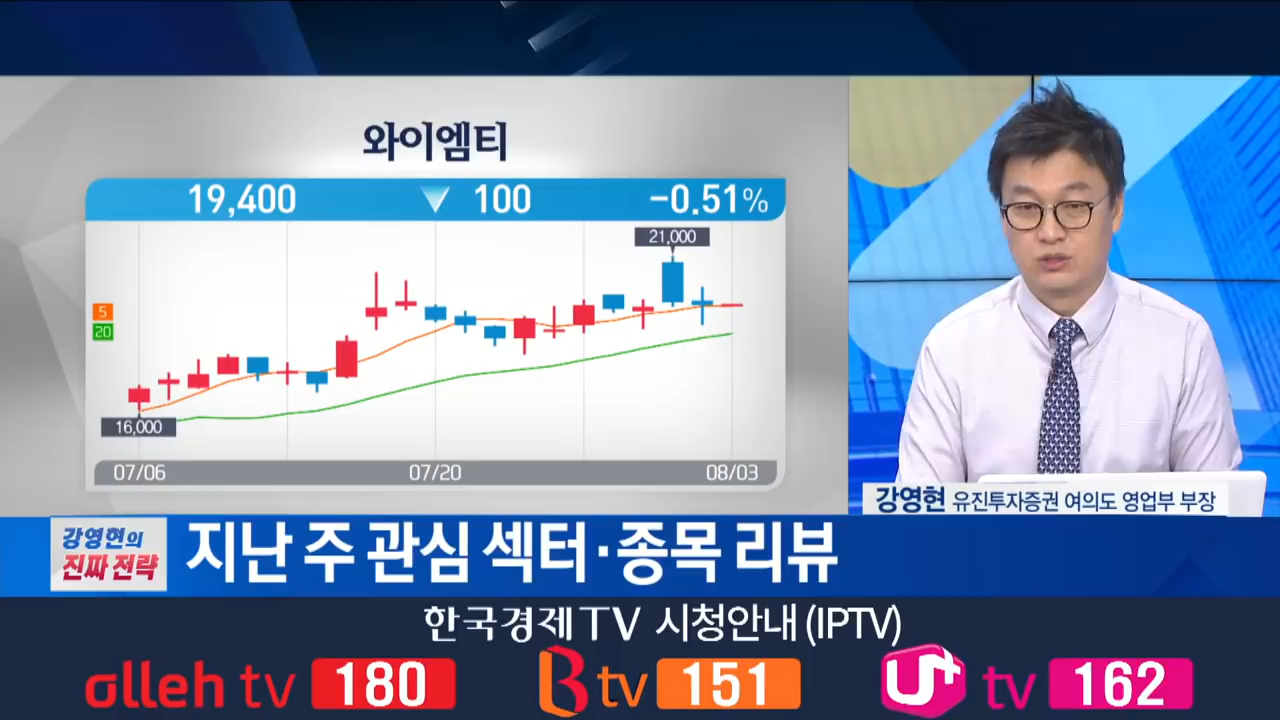 와이엠티
19,400 ▼ 100 -0.51%
21,000
5
20
16,000
07/06 07/20 08/03
강영현 유진투자증권 여의도 영업부 부장
강영현의
진짜 전략
지난 주 관심 섹터·종목 리뷰
한국경제TV 시청안내 (IPTV)
olleh tv 180 B tv 151 U+ tv 162